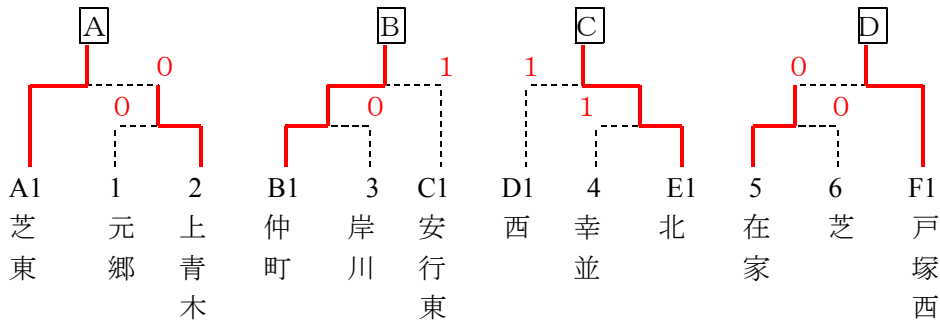 A B C D
0 1 1 0
0 0 1 0
A1 1 2 B1 3 C1 D1 4 E1 5 6 F1
芝東 元郷 上青木 仲町 岸川 安行東 西 幸並 北 在家 芝 戸塚西